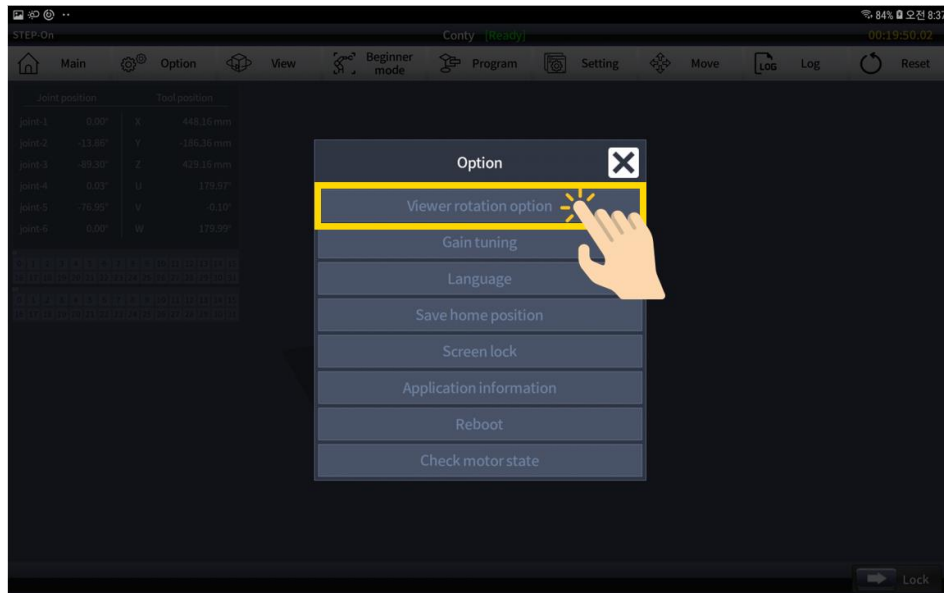 84% 오전 8:37
STEP-On Conty [Ready] 00:19:50.02
Main Option View Beginner mode Program Setting Move LOG Log Reset
Joint position Tool position
joint-1 0.00° X 448.16 mm
joint-2 -13.66° Y -186.36 mm
joint-3 -89.30° Z 429.15 mm
joint-4 0.03° U 179.97°
joint-5 -76.95° V 0.10°
joint-6 0.00° W 179.99°
Option
Viewer rotation option
Gain tuning
Language
Save home position
Screen lock
Application information
Reboot
Check motor state
Lock